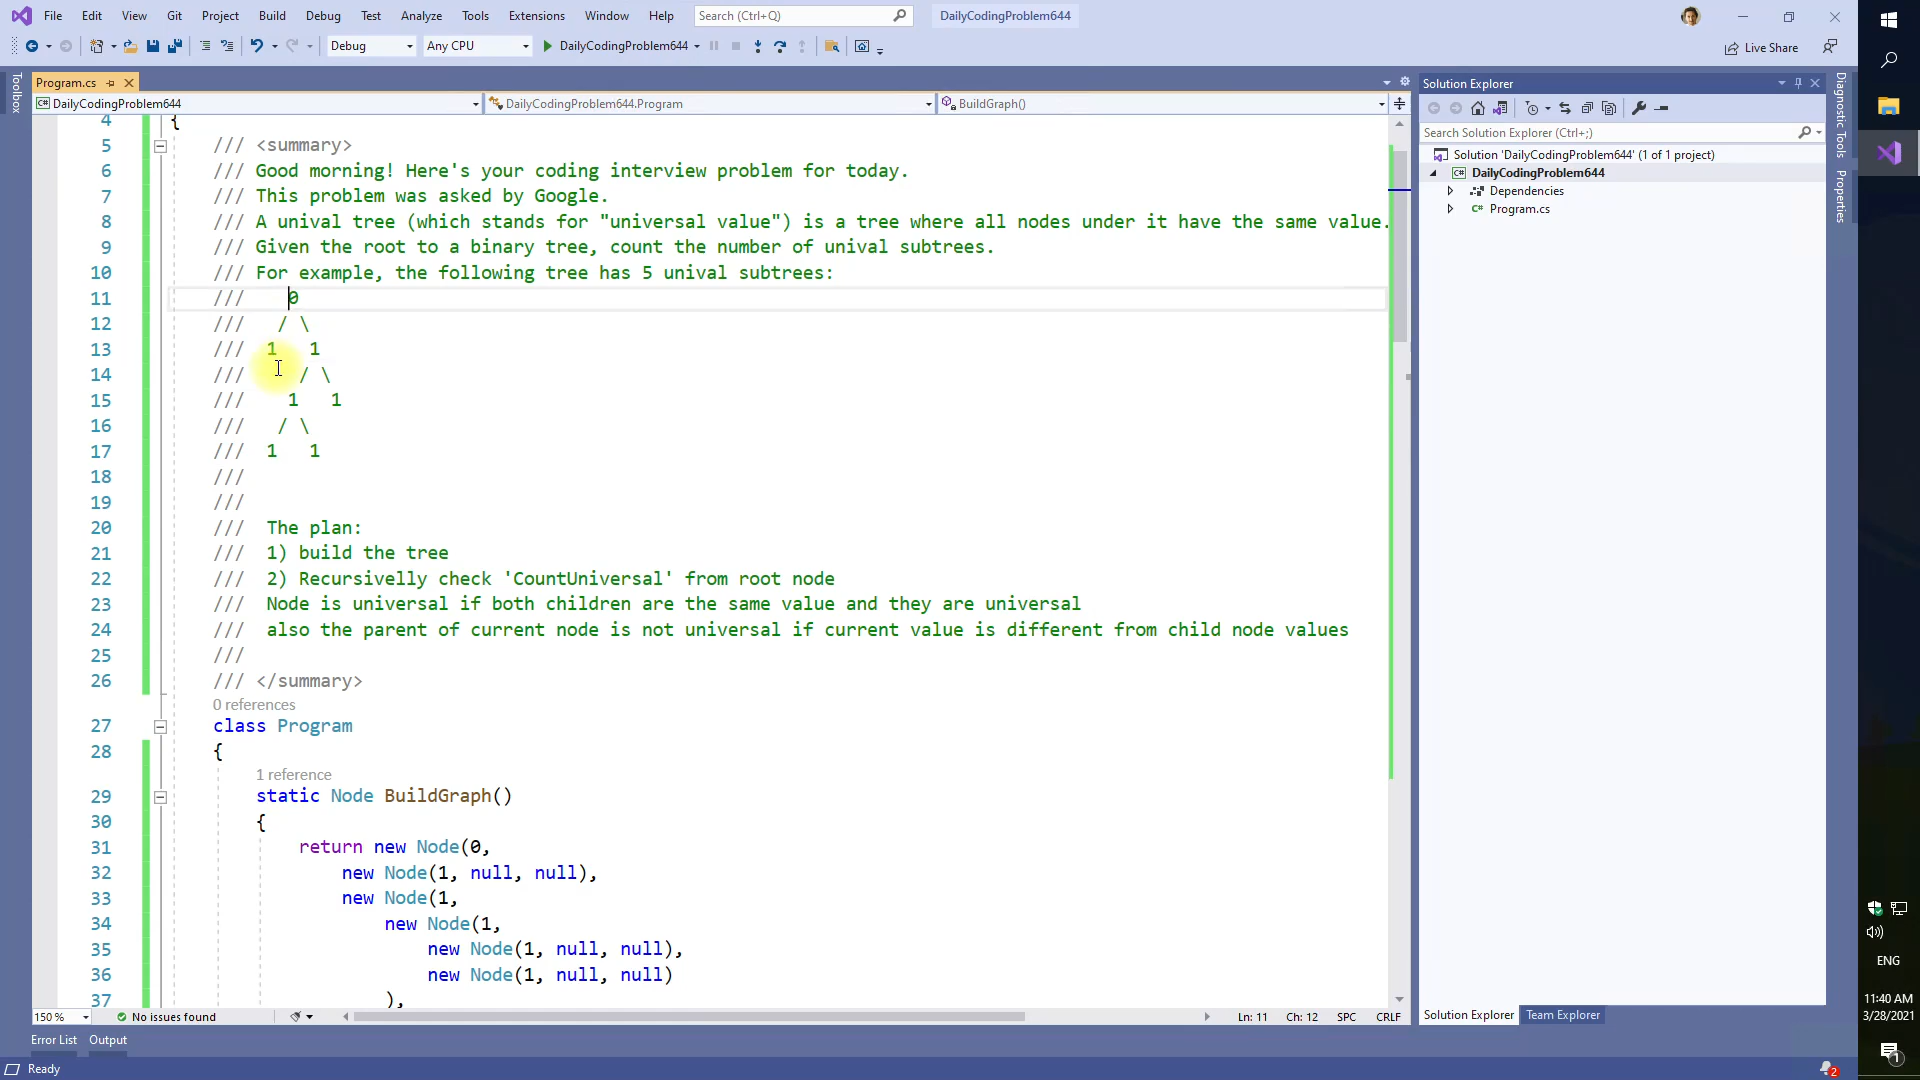 File Edit View Git Project Build Debug Test Analyze Tools Extensions Window Help Search (Ctrl+Q) DailyCodingProblem644
Debug Any CPU DailyCodingProblem644 Live Share
Toolbox
Program.cs
DailyCodingProblem644 DailyCodingProblem644.Program BuildGraph()
4 {
5 /// <summary>
6 /// Good morning! Here's your coding interview problem for today.
7 /// This problem was asked by Google.
8 /// A unival tree (which stands for "universal value") is a tree where all nodes under it have the same value.
9 /// Given the root to a binary tree, count the number of unival subtrees.
10 /// For example, the following tree has 5 unival subtrees:
11 /// 0
12 /// / \
13 /// 1 1
14 /// / \
15 /// 1 1
16 /// / \
17 /// 1 1
18 ///
19 ///
20 /// The plan:
21 /// 1) build the tree
22 /// 2) Recursivelly check 'CountUniversal' from root node
23 /// Node is universal if both children are the same value and they are universal
24 /// also the parent of current node is not universal if current value is different from child node values
25 ///
26 /// </summary>
0 references
27 class Program
28 {
1 reference
29 static Node BuildGraph()
30 {
31 return new Node(0,
32 new Node(1, null, null),
33 new Node(1,
34 new Node(1,
35 new Node(1, null, null),
36 new Node(1, null, null)
37 ),
150 % No issues found Ln: 11 Ch: 12 SPC CRLF
Error List Output
Ready
Solution Explorer
Search Solution Explorer (Ctrl+;)
Solution 'DailyCodingProblem644' (1 of 1 project)
C# DailyCodingProblem644
Dependencies
C# Program.cs
Solution Explorer Team Explorer
Diagnostic Tools
Properties
2
ENG
11:40 AM
3/28/2021
1